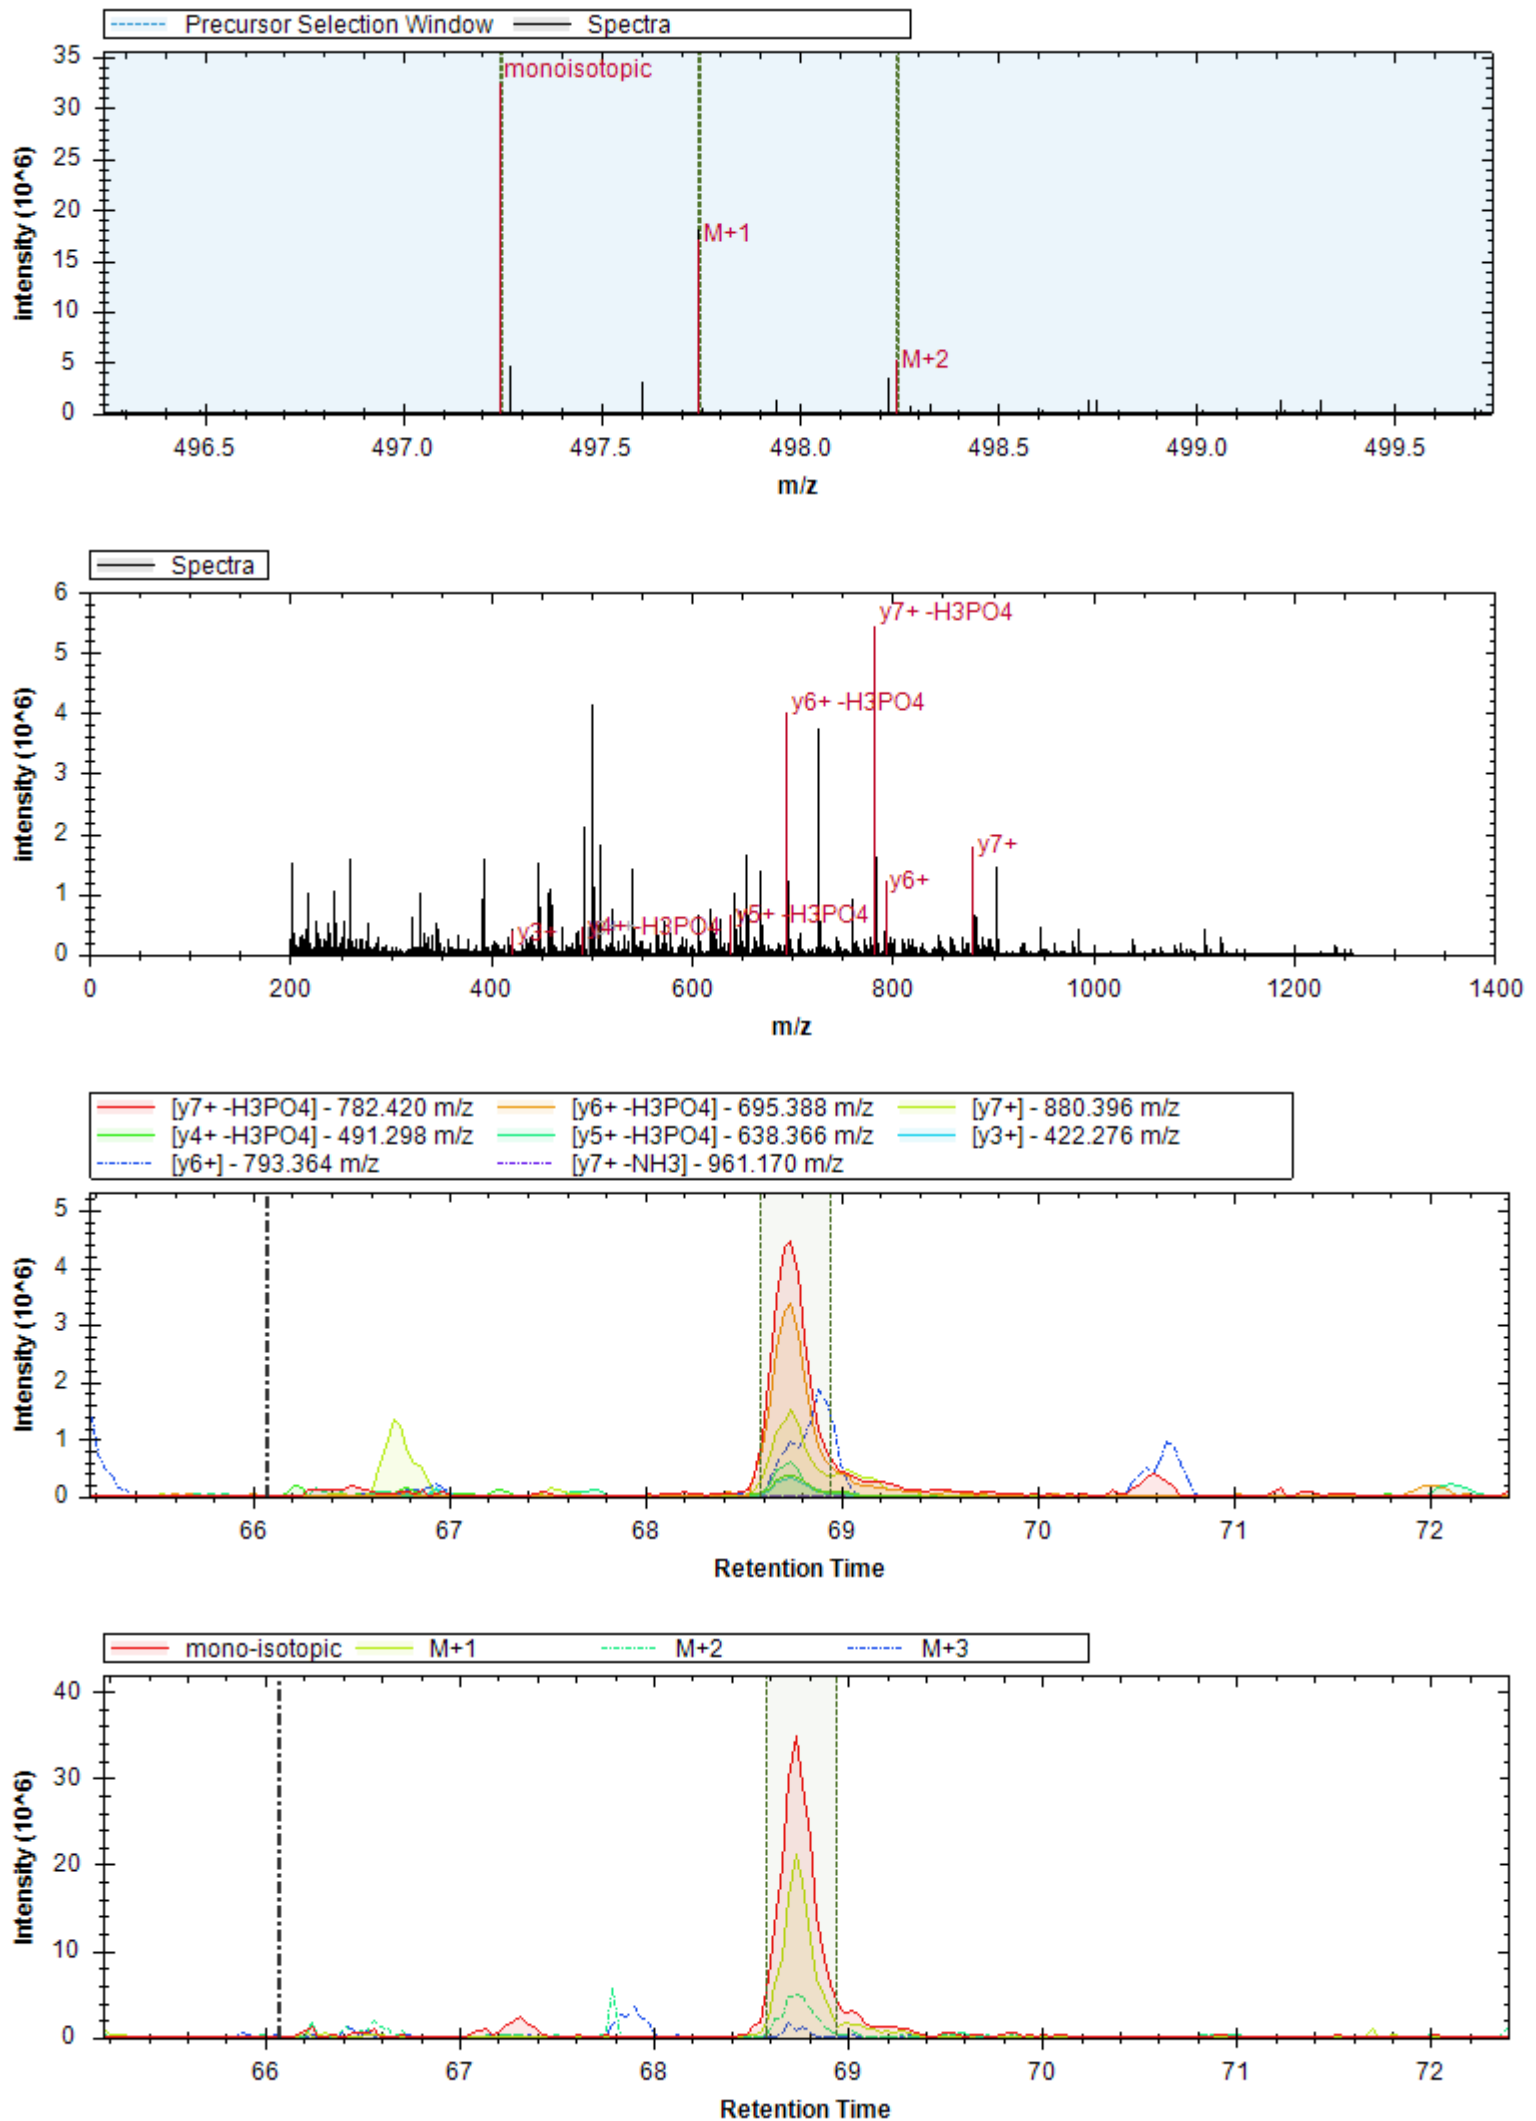 Precursor Selection Window Spectra
35
monoisotopic
30
25
20
M+1
15
10
5
M+2
0
intensity (10^6)
496.5 497.0 497.5 498.0 498.5 499.0 499.5
m/z
Spectra
6
y7+ -H3PO4
5
y6+ -H3PO4
4
3
2
y7+
y6+
1
y3+ y4+ -H3PO4 y5+ -H3PO4
0
intensity (10^6)
0 200 400 600 800 1000 1200 1400
m/z
[y7+ -H3PO4] - 782.420 m/z [y6+ -H3PO4] - 695.388 m/z [y7+] - 880.396 m/z
[y4+ -H3PO4] - 491.298 m/z [y5+ -H3PO4] - 638.366 m/z [y3+] - 422.276 m/z
[y6+] - 793.364 m/z [y7+ -NH3] - 961.170 m/z
5
4
3
2
1
0
Intensity (10^6)
66 67 68 69 70 71 72
Retention Time
mono-isotopic M+1 M+2 M+3
40
30
20
10
0
Intensity (10^6)
66 67 68 69 70 71 72
Retention Time